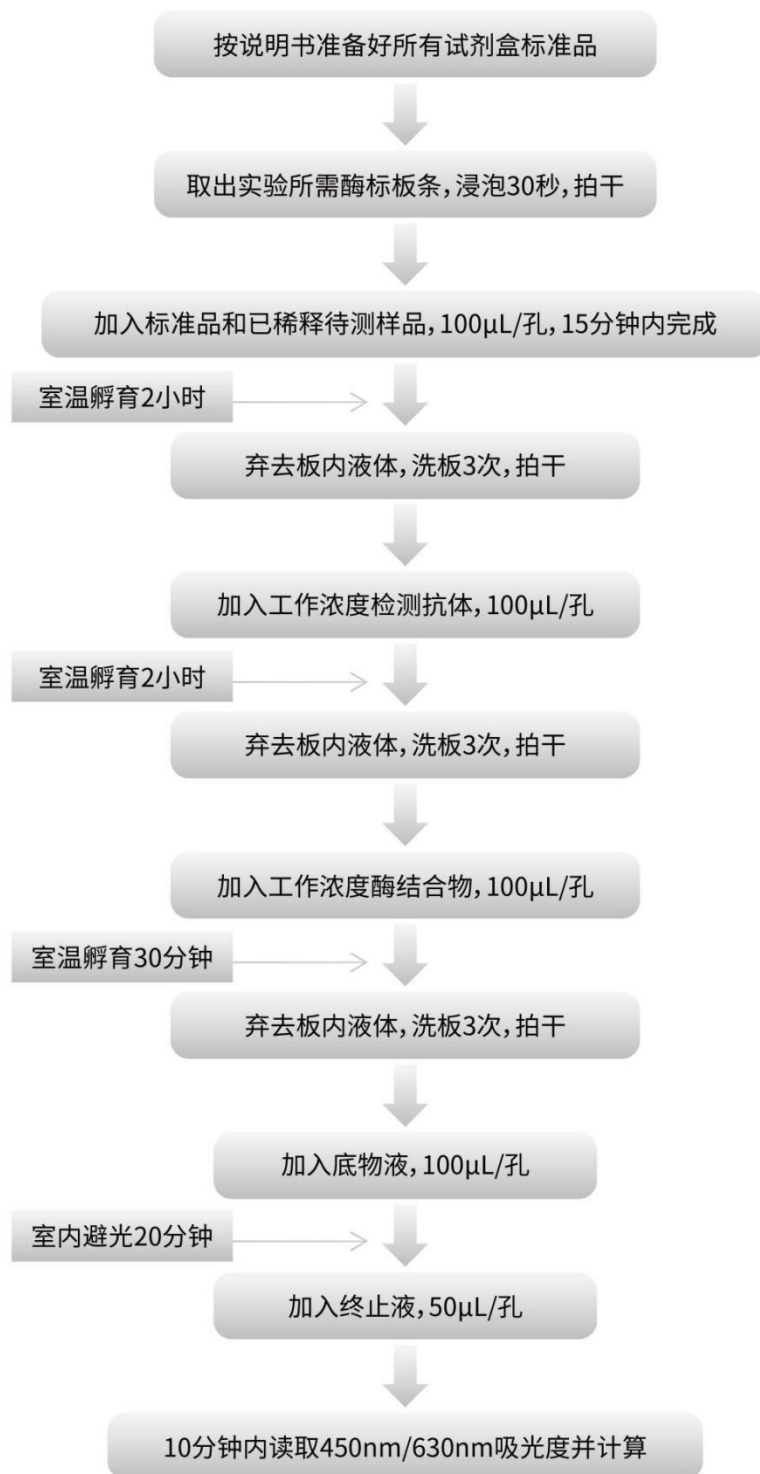 按说明书准备好所有试剂盒标准品
取出实验所需酶标板条,浸泡30秒,拍干
加入标准品和已稀释待测样品,100μL/孔,15分钟内完成
室温孵育2小时
弃去板内液体,洗板3次,拍干
加入工作浓度检测抗体,100μL/孔
室温孵育2小时
弃去板内液体,洗板3次,拍干
加入工作浓度酶结合物,100μL/孔
室温孵育30分钟
弃去板内液体,洗板3次,拍干
加入底物液,100μL/孔
室内避光20分钟
加入终止液,50μL/孔
10分钟内读取450nm/630nm吸光度并计算